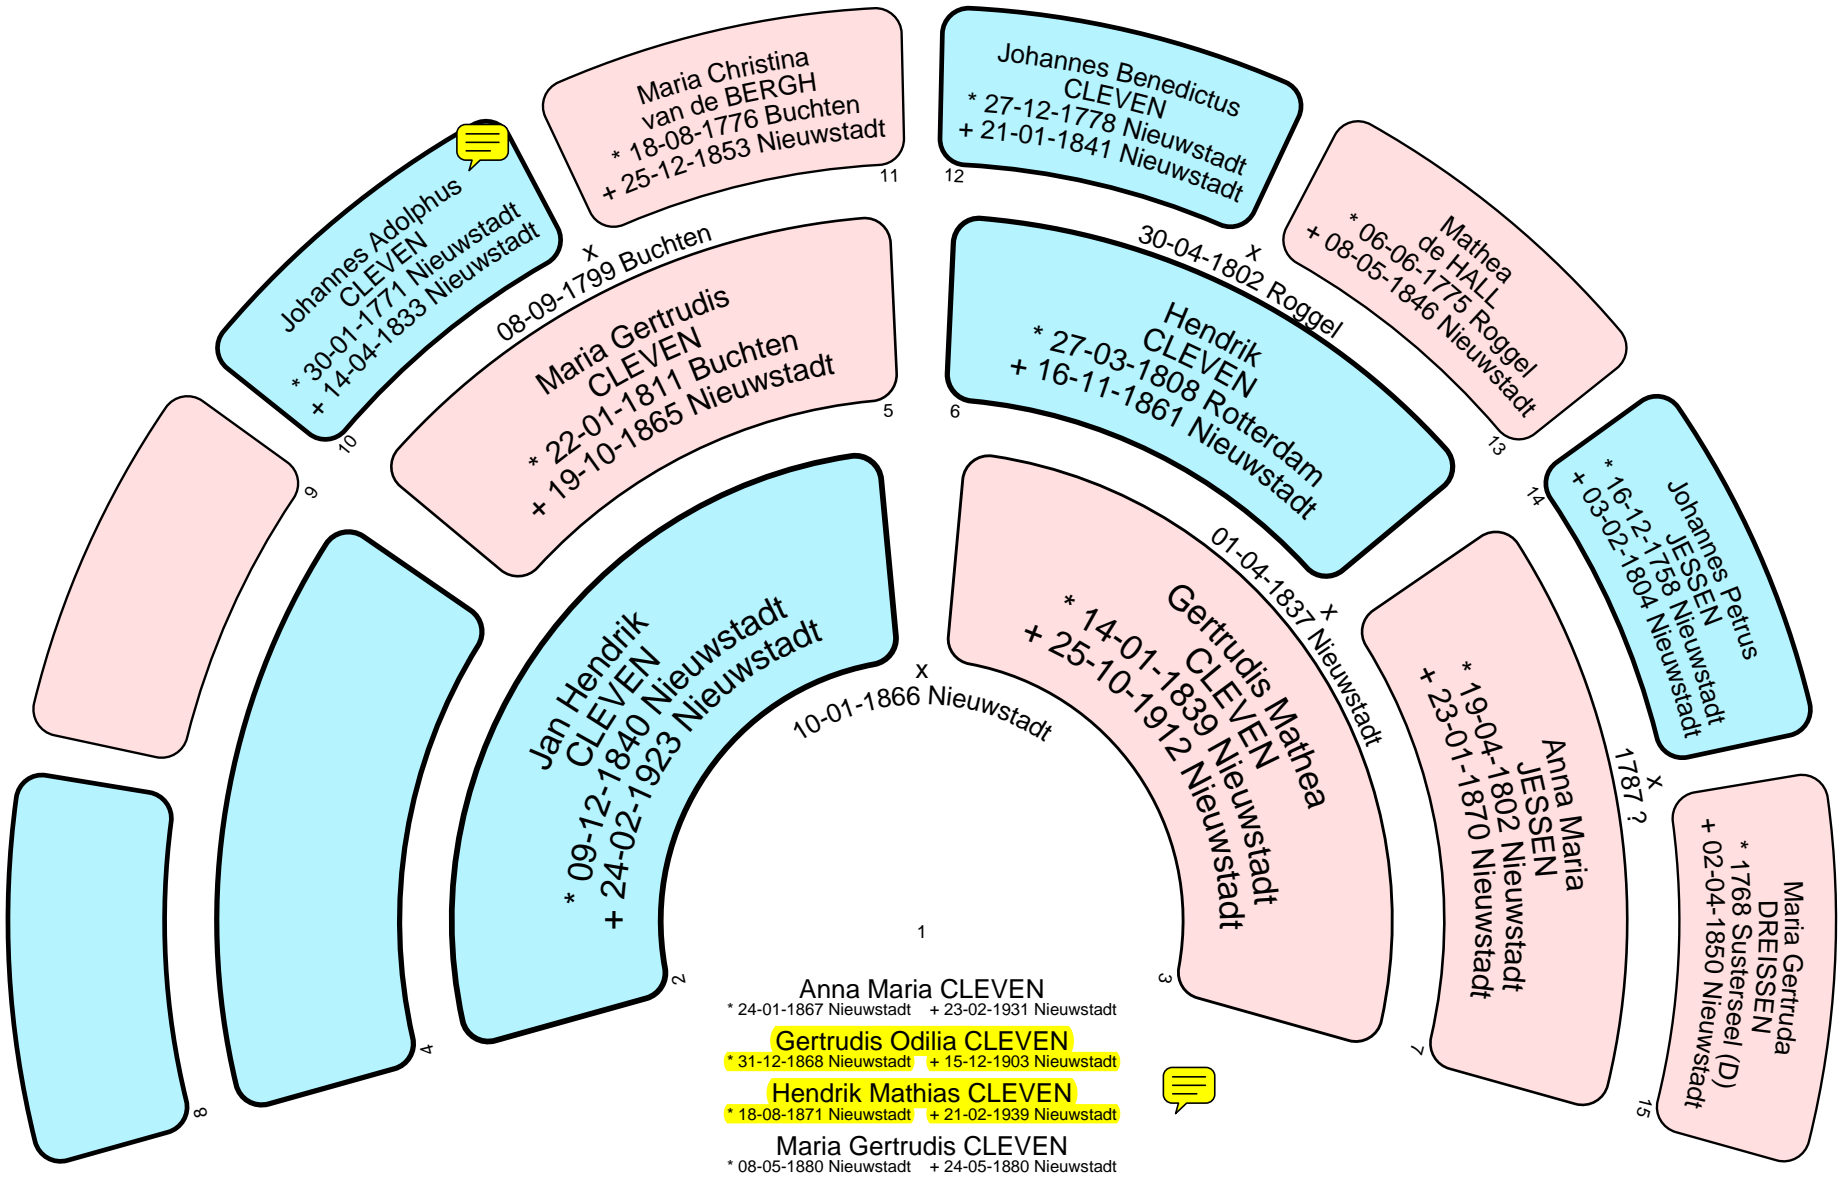 Maria Christina
van de BERGH
* 18-08-1776 Buchten
+ 25-12-1853 Nieuwstadt
11
Johannes Benedictus
CLEVEN
* 27-12-1778 Nieuwstadt
+ 21-01-1841 Nieuwstadt
12
Johannes Adolphus
CLEVEN
* 30-01-1771 Nieuwstadt
+ 14-04-1833 Nieuwstadt
10
x
08-09-1799 Buchten
x
30-04-1802 Roggel
Mathea
de HALL
* 06-06-1775 Roggel
+ 08-05-1846 Nieuwstadt
13
Maria Gertrudis
CLEVEN
* 22-01-1811 Buchten
+ 19-10-1865 Nieuwstadt
5
Hendrik
CLEVEN
* 27-03-1808 Rotterdam
+ 16-11-1861 Nieuwstadt
6
9
14
Johannes Petrus
JESSEN
* 16-12-1758 Nieuwstadt
+ 03-02-1804 Nieuwstadt
x
01-04-1837 Nieuwstadt
Jan Hendrik
CLEVEN
* 09-12-1840 Nieuwstadt
+ 24-02-1923 Nieuwstadt
2
x
10-01-1866 Nieuwstadt
Gertrudis Mathea
CLEVEN
* 14-01-1839 Nieuwstadt
+ 25-10-1912 Nieuwstadt
3
Anna Maria
JESSEN
* 19-04-1802 Nieuwstadt
+ 23-01-1870 Nieuwstadt
7
x
1787 ?
Maria Gertruda
DREISSEN
* 1768 Susterseel (D)
+ 02-04-1850 Nieuwstadt
15
4
8
1
Anna Maria CLEVEN
* 24-01-1867 Nieuwstadt + 23-02-1931 Nieuwstadt
Gertrudis Odilia CLEVEN
* 31-12-1868 Nieuwstadt + 15-12-1903 Nieuwstadt
Hendrik Mathias CLEVEN
* 18-08-1871 Nieuwstadt + 21-02-1939 Nieuwstadt
Maria Gertrudis CLEVEN
* 08-05-1880 Nieuwstadt + 24-05-1880 Nieuwstadt